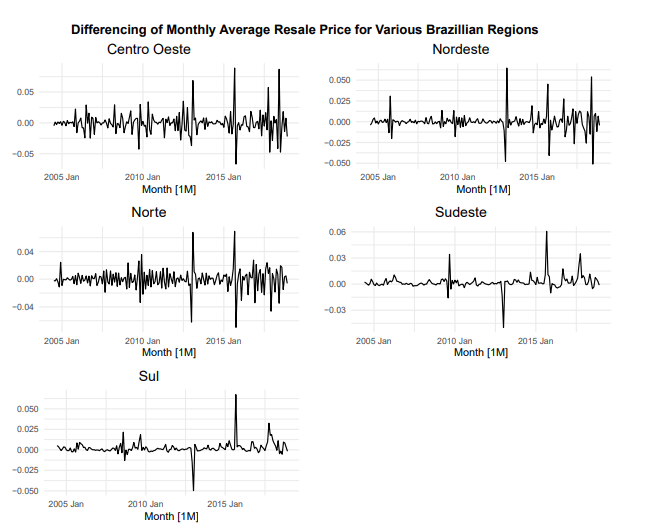 Differencing of Monthly Average Resale Price for Various Brazillian Regions
Centro Oeste
0.05
0.00
−0.05
2005 Jan 2010 Jan 2015 Jan
Month [1M]
Nordeste
0.050
0.025
0.000
−0.025
−0.050
2005 Jan 2010 Jan 2015 Jan
Month [1M]
Norte
0.04
0.00
−0.04
2005 Jan 2010 Jan 2015 Jan
Month [1M]
Sudeste
0.06
0.03
0.00
−0.03
2005 Jan 2010 Jan 2015 Jan
Month [1M]
Sul
0.050
0.025
0.000
−0.025
−0.050
2005 Jan 2010 Jan 2015 Jan
Month [1M]